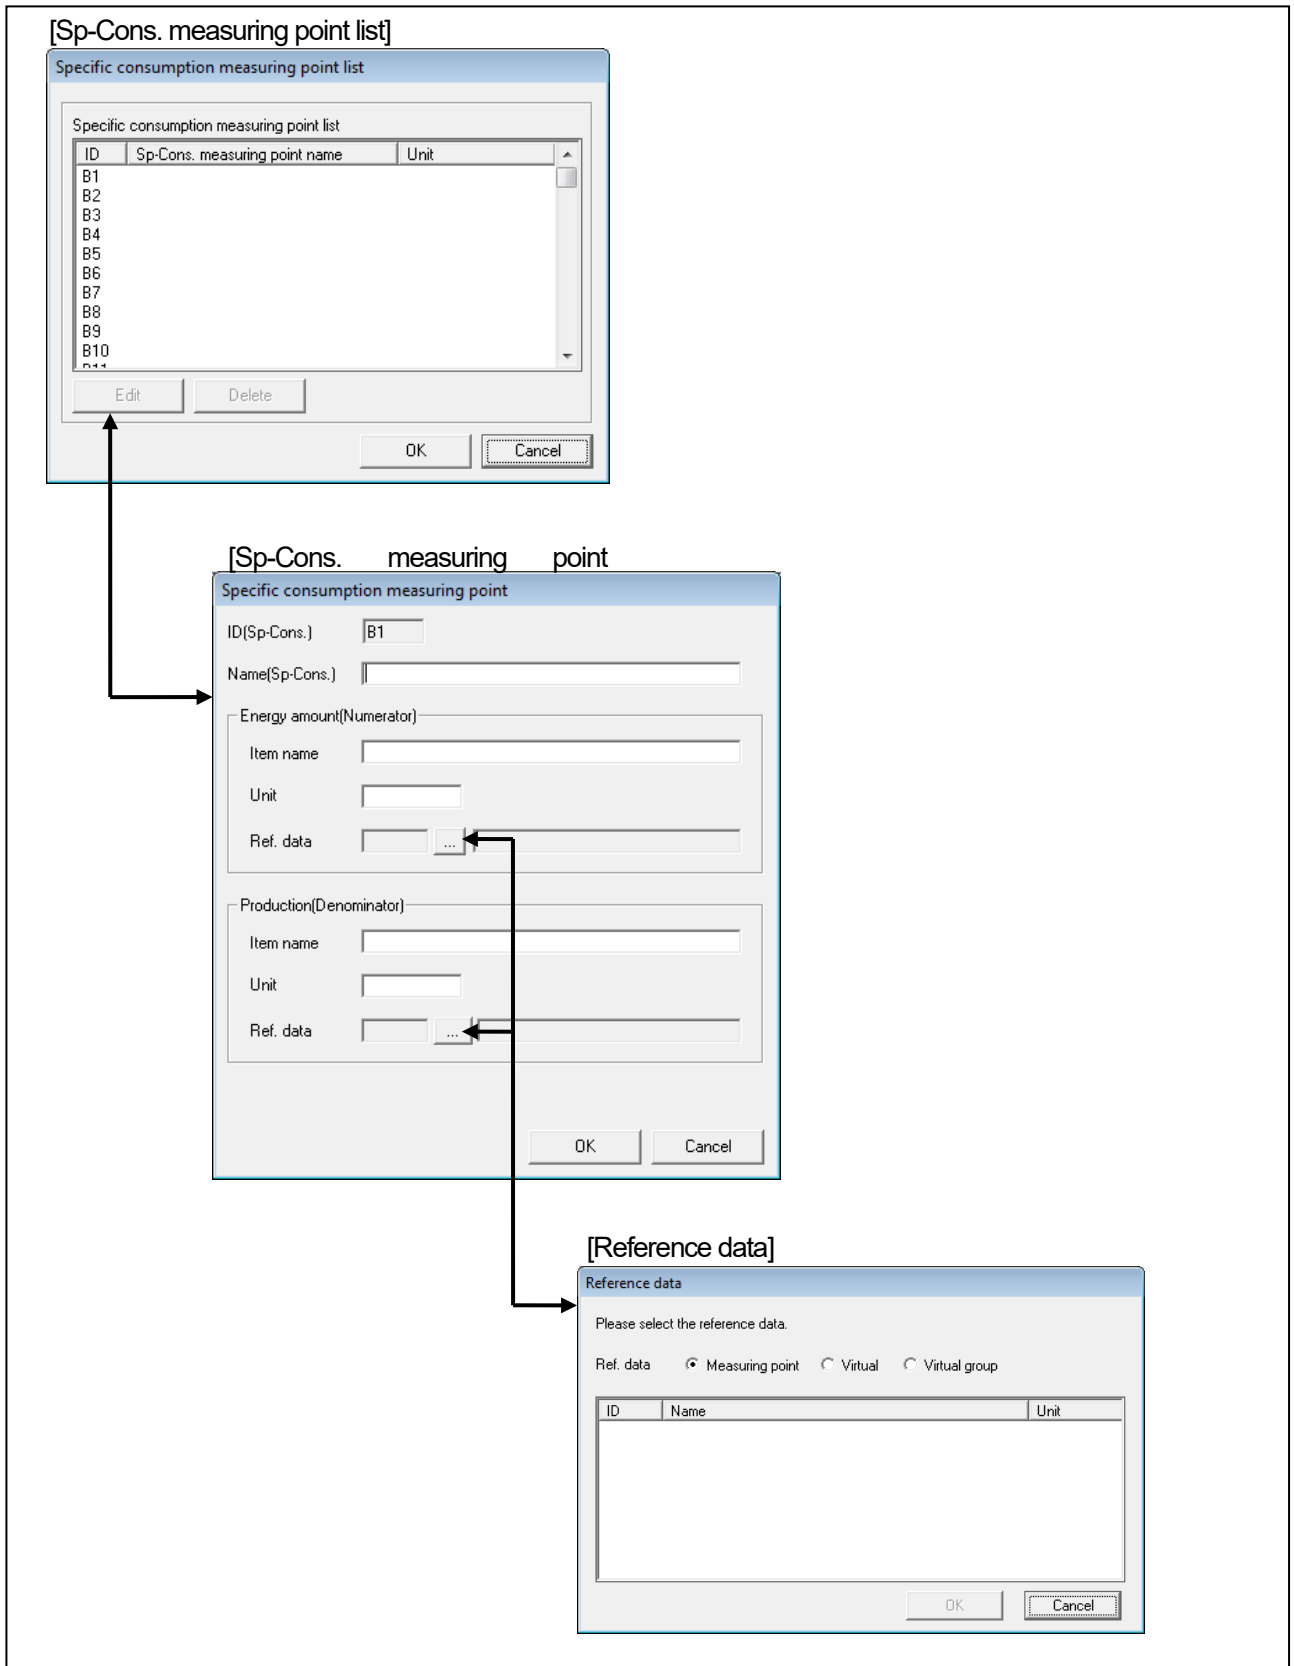 [Sp-Cons. measuring point list]
Specific consumption measuring point list
Specific consumption measuring point list
ID Sp-Cons. measuring point name Unit
B1
B2
B3
B4
B5
B6
B7
B8
B9
B10
Edit Delete
OK Cancel
[Sp-Cons. measuring point
Specific consumption measuring point
ID(Sp-Cons.) B1
Name(Sp-Cons.)
Energy amount(Numerator)
Item name
Unit
Ref. data ...
Production(Denominator)
Item name
Unit
Ref. data ...
OK Cancel
[Reference data]
Reference data
Please select the reference data.
Ref. data Measuring point Virtual Virtual group
ID Name Unit
OK Cancel